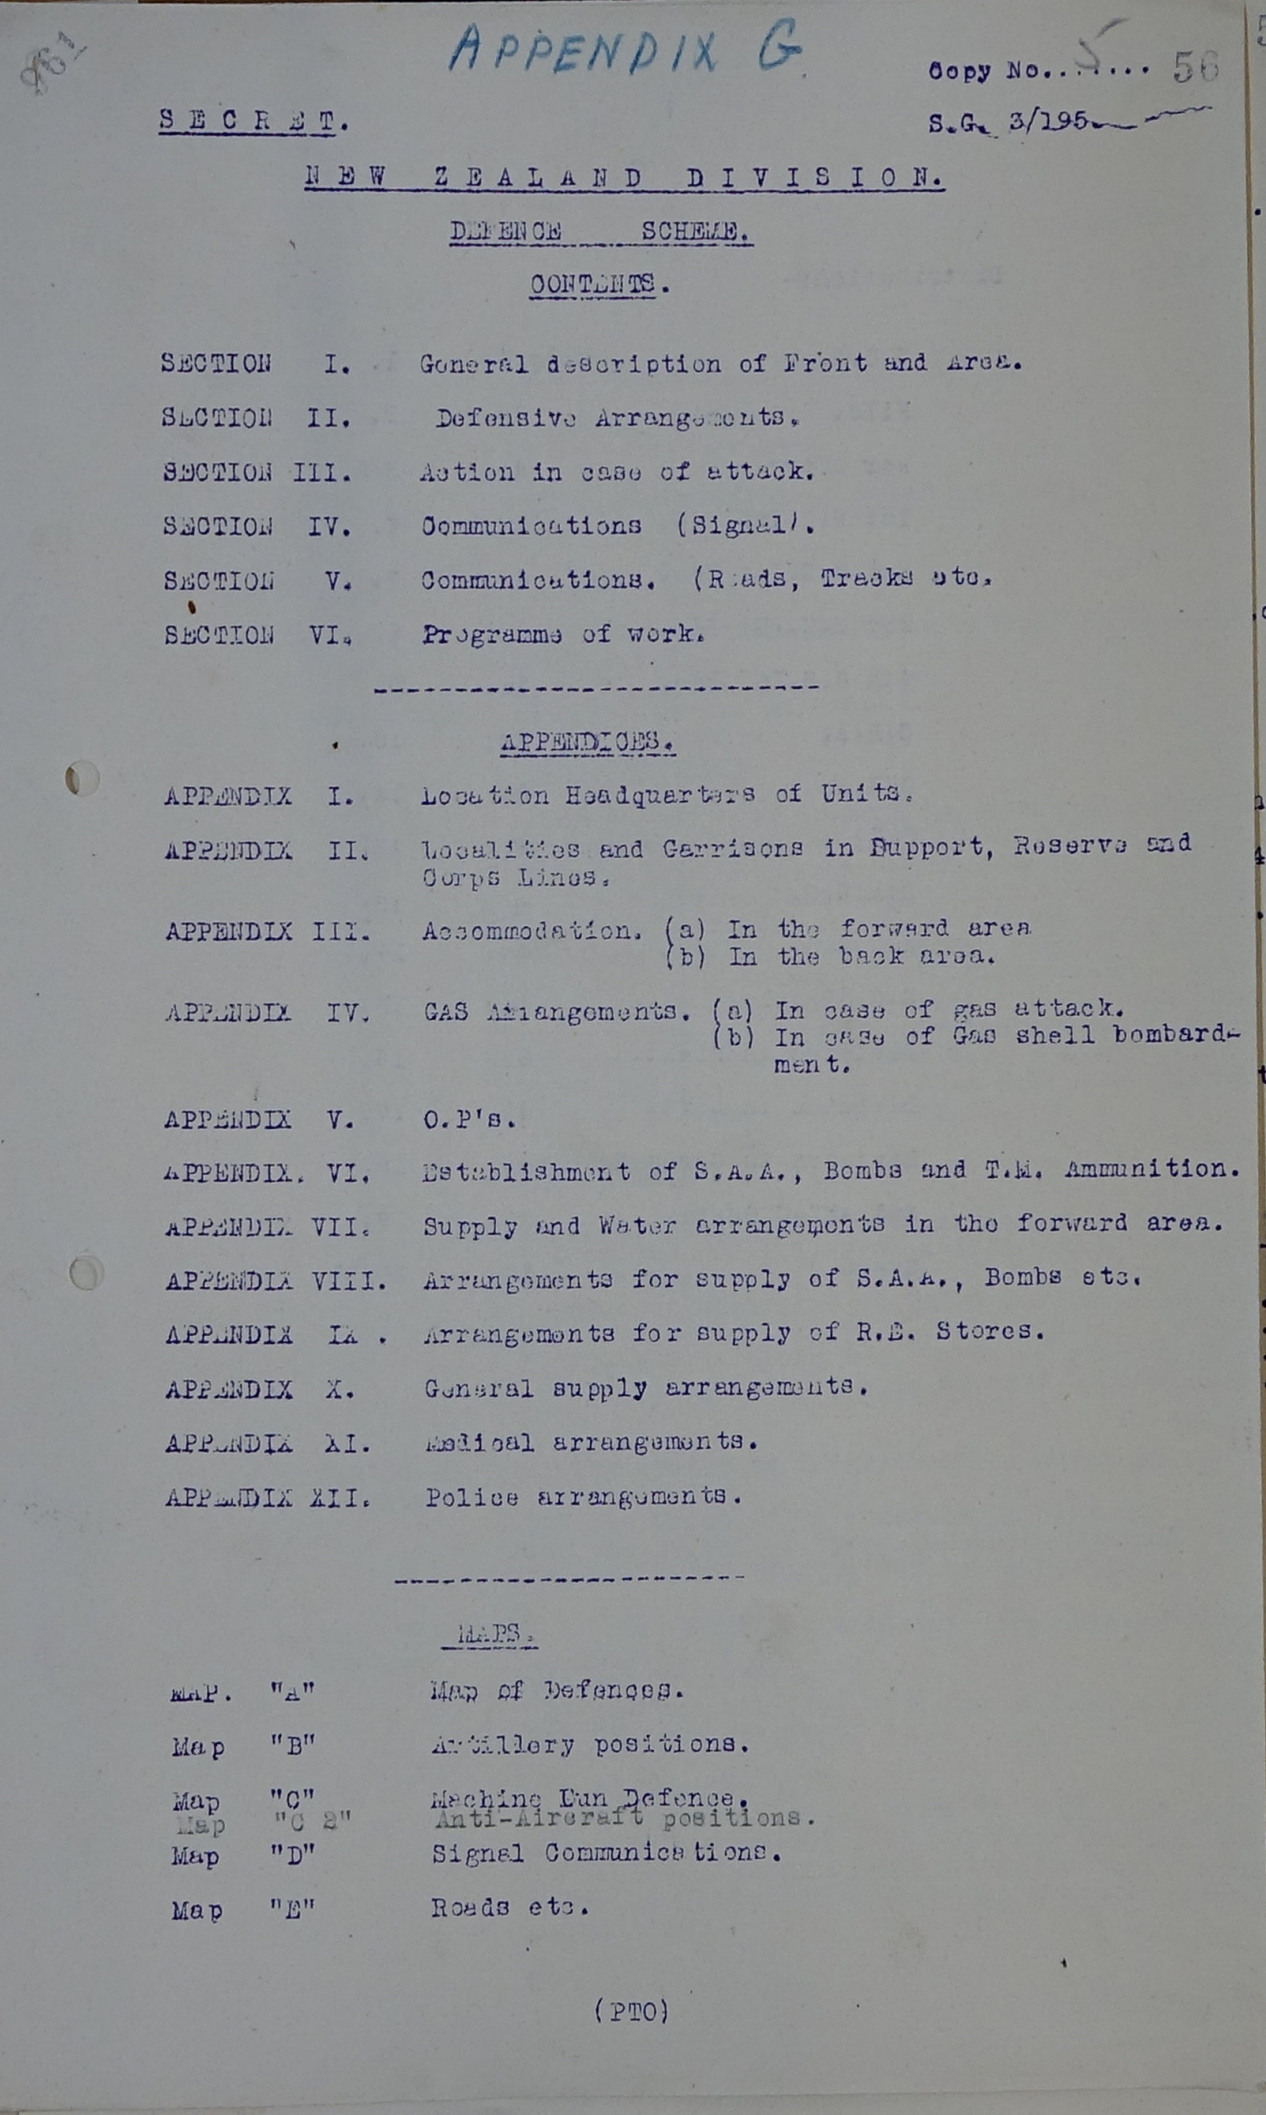 APPENDIX G
Copy No....... 5 56
S E C R E T.
S.G. 3/195.
N E W Z E A L A N D D I V I S I O N.
DEFENCE SCHEME.
CONTENTS.
SECTION I. General description of Front and Area.
SECTION II. Defensive Arrangements.
SECTION III. Action in case of attack.
SECTION IV. Communications (Signal).
SECTION V. Communications. (Roads, Tracks etc.
SECTION VI. Programme of work.
----------------------------
APPENDICES.
APPENDIX I. Location Headquarters of Units.
APPENDIX II. Localities and Garrisons in Dupport, Reserve and
Corps Lines.
APPENDIX III. Accommodation. (a) In the forward area
(b) In the back area.
APPENDIX IV. GAS Arrangements. (a) In case of gas attack.
(b) In case of Gas shell bombard-
ment.
APPENDIX V. O.P's.
APPENDIX. VI. Establishment of S.A.A., Bombs and T.M. Ammunition.
APPENDIX VII. Supply and Water arrangements in the forward area.
APPENDIX VIII. Arrangements for supply of S.A.A., Bombs etc.
APPENDIX IX . Arrangements for supply of R.E. Stores.
APPENDIX X. General supply arrangements.
APPENDIX XI. Medical arrangements.
APPENDIX XII. Police arrangements.
----------------------
MAPS.
MAP. "A" Map of Defences.
Map "B" Artillery positions.
Map "C" Machine Dun Defence.
Map "C 2" Anti-Aircraft positions.
Map "D" Signal Communications.
Map "E" Roads etc.
(PTO)